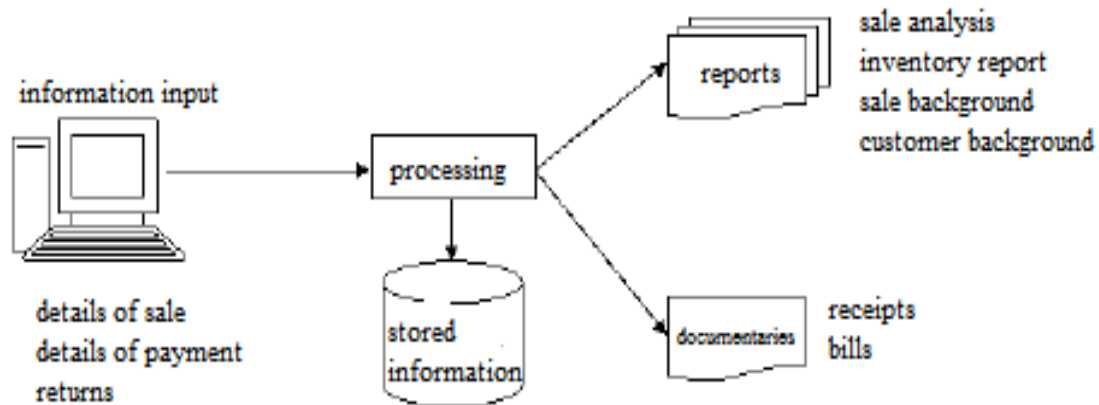 information input
details of sale
details of payment
returns
processing
stored
information
reports
sale analysis
inventory report
sale background
customer background
documentaries
receipts
bills